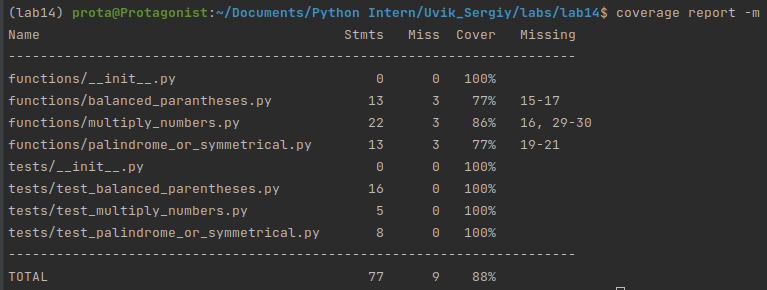 (lab14) prota@Protagonist:~/Documents/Python Intern/Uvik_Sergiy/labs/lab14$ coverage report -m
Name                                      Stmts   Miss  Cover   Missing
-----------------------------------------------------------------------
functions/__init__.py                         0      0   100%
functions/balanced_parantheses.py            13      3    77%   15-17
functions/multiply_numbers.py                22      3    86%   16, 29-30
functions/palindrome_or_symmetrical.py       13      3    77%   19-21
tests/__init__.py                             0      0   100%
tests/test_balanced_parentheses.py           16      0   100%
tests/test_multiply_numbers.py                5      0   100%
tests/test_palindrome_or_symmetrical.py       8      0   100%
-----------------------------------------------------------------------
TOTAL                                        77      9    88%